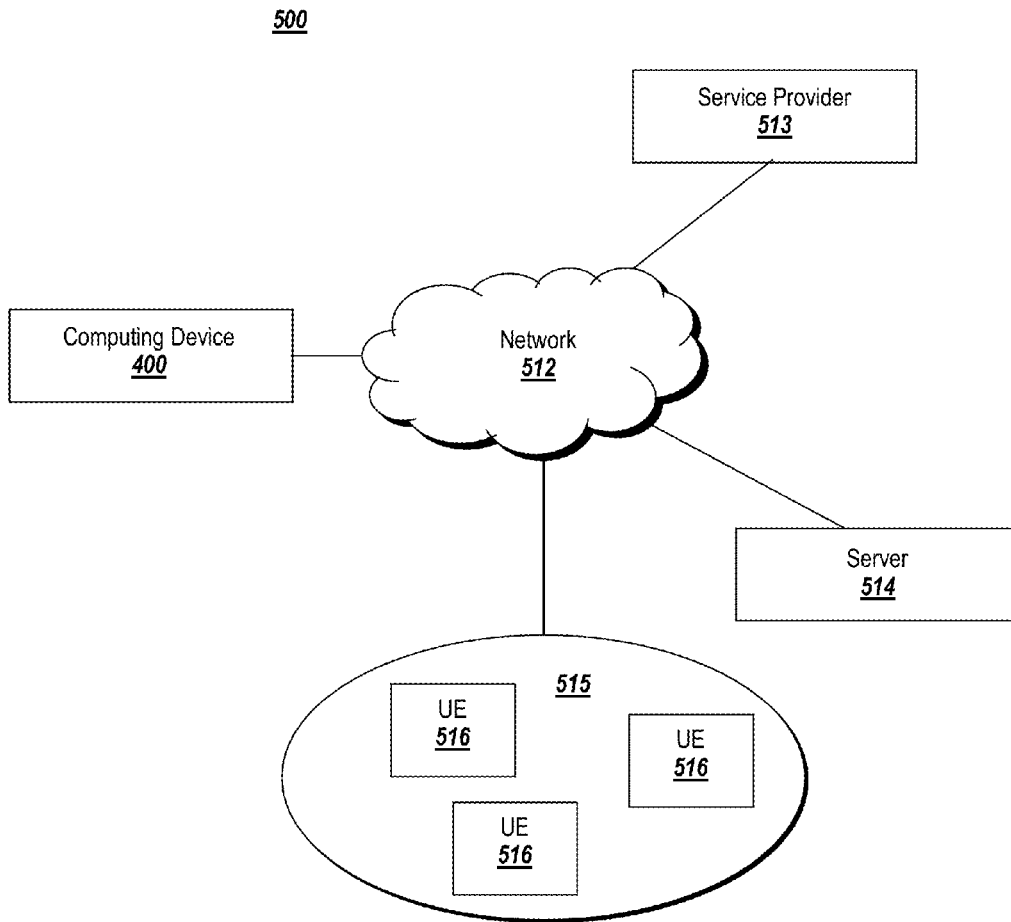 500
Service Provider
513
Computing Device
400
Network
512
Server
514
515
UE
516
UE
516
UE
516